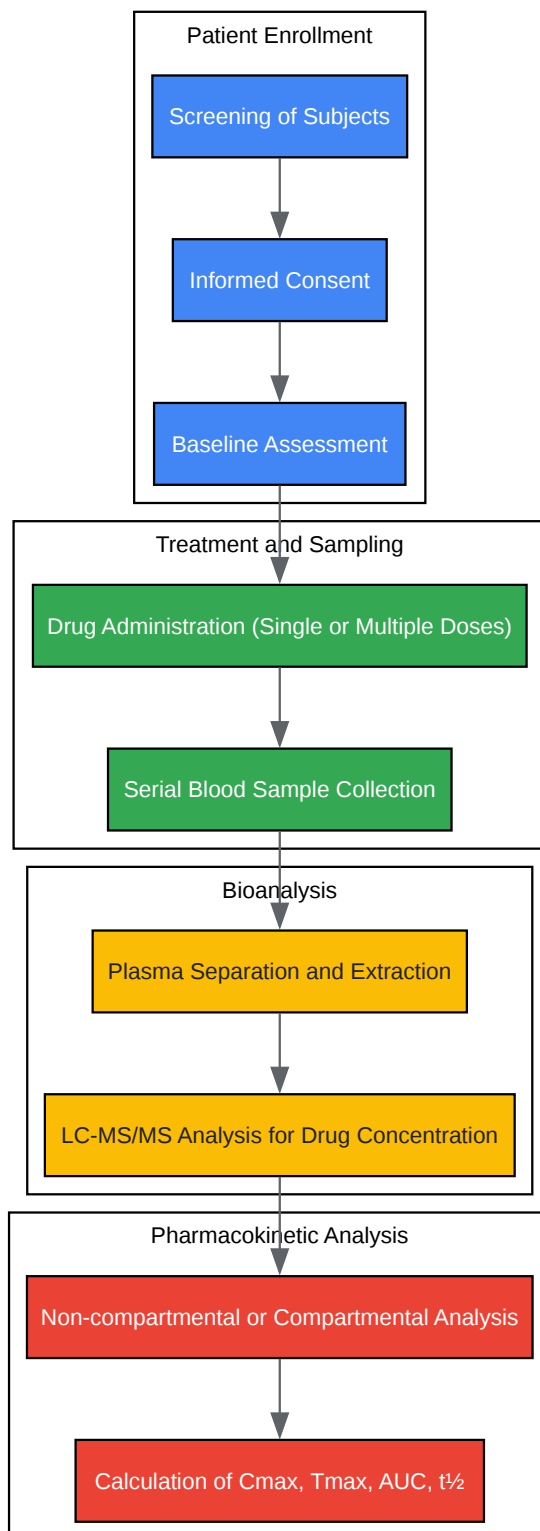 Patient Enrollment
Screening of Subjects
Informed Consent
Baseline Assessment
Treatment and Sampling
Drug Administration (Single or Multiple Doses)
Serial Blood Sample Collection
Bioanalysis
Plasma Separation and Extraction
LC-MS/MS Analysis for Drug Concentration
Pharmacokinetic Analysis
Non-compartmental or Compartmental Analysis
Calculation of Cmax, Tmax, AUC, t½